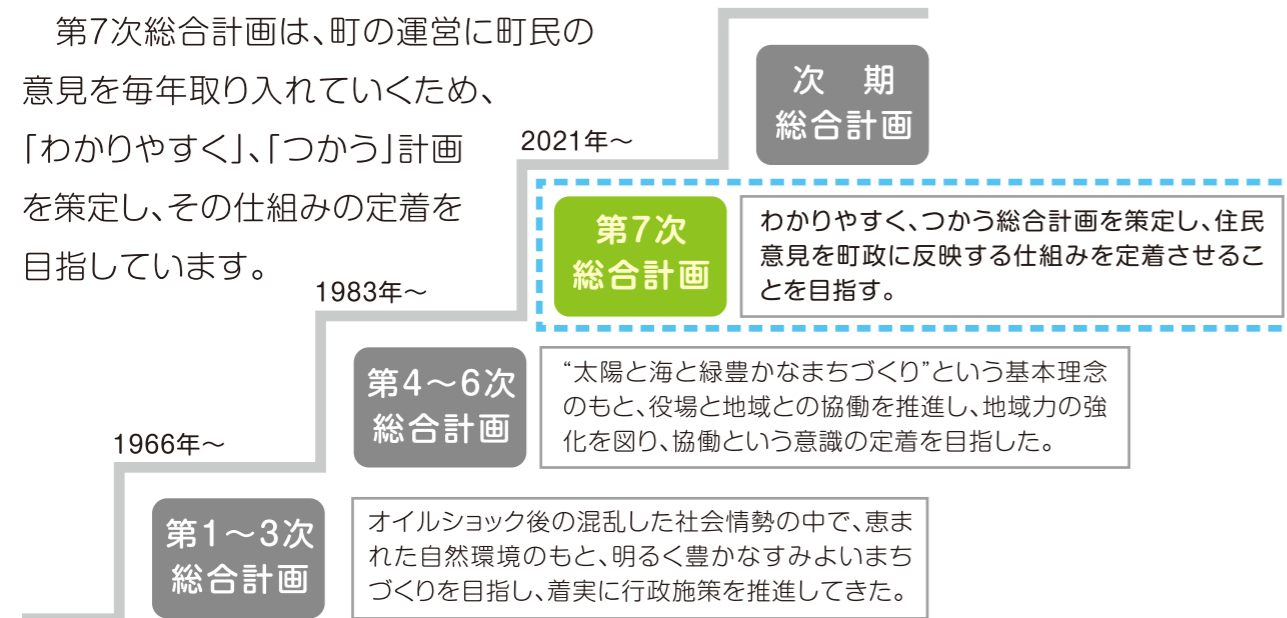 第7次総合計画は、町の運営に町民の
意見を毎年取り入れていくため、
「わかりやすく」、「つかう」計画
を策定し、その仕組みの定着を
目指しています。
次　期
総合計画
2021年～
第7次
総合計画
わかりやすく、つかう総合計画を策定し、住民
意見を町政に反映する仕組みを定着させるこ
とを目指す。
1983年～
第4～6次
総合計画
“太陽と海と緑豊かなまちづくり”という基本理念
のもと、役場と地域との協働を推進し、地域力の強
化を図り、協働という意識の定着を目指した。
1966年～
第1～3次
総合計画
オイルショック後の混乱した社会情勢の中で、恵ま
れた自然環境のもと、明るく豊かなすみよいまち
づくりを目指し、着実に行政施策を推進してきた。